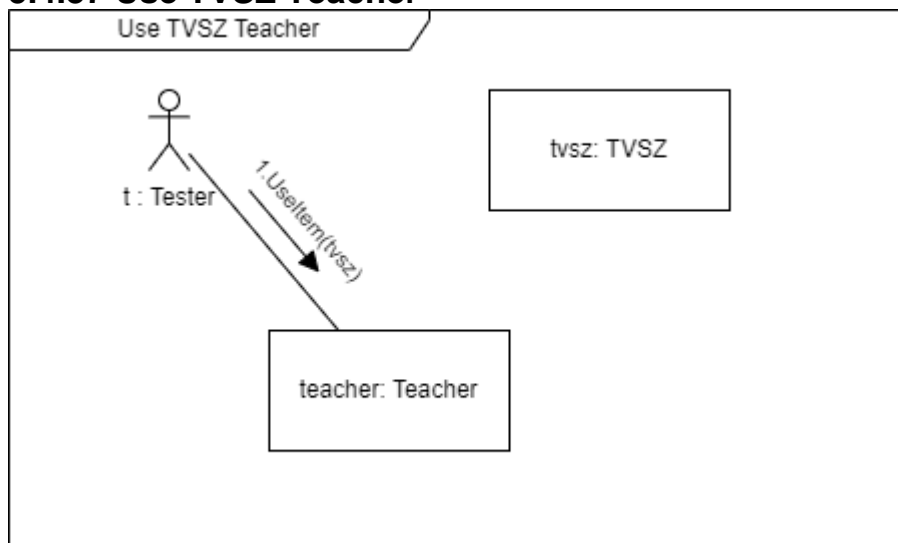 Use TVSZ Teacher
t : Tester
1.UseItem(tvsz)
tvsz: TVSZ
teacher: Teacher